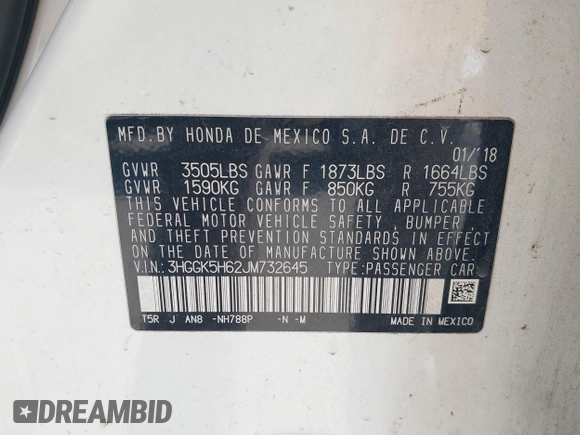 MFD.BY HONDA DE MEXICO S.A. DE C.V.
01/'18
GVWR 3505LBS GAWR F 1873LBS R 1664LBS
GVWR 1590KG GAWR F 850KG R 755KG
THIS VEHICLE CONFORMS TO ALL APPLICABLE
FEDERAL MOTOR VEHICLE SAFETY , BUMPER ,
AND THEFT PREVENTION STANDARDS IN EFFECT
ON THE DATE OF MANUFACTURE SHOWN ABOVE.
V.I.N.: 3HGGK5H62JM732645 TYPE:PASSENGER CAR
T5R J AN8 -NH788P -N -M
MADE IN MEXICO
DREAMBID